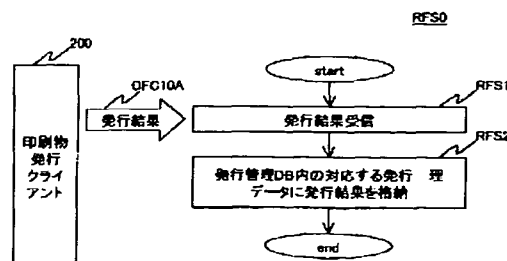 RFS0
200
OFC10A
start
RFS1
発行結果
発行結果受信
RFS2
印刷物
発行
クライ
アント
発行管理DB内の対応する発行 理
データに発行結果を格納
end